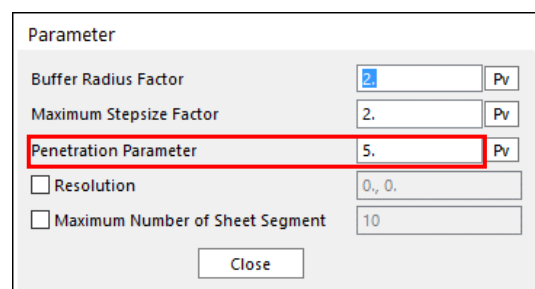 Parameter
Buffer Radius Factor 2. Pv
Maximum Stepsize Factor 2. Pv
Penetration Parameter 5. Pv
Resolution 0., 0.
Maximum Number of Sheet Segment 10
Close